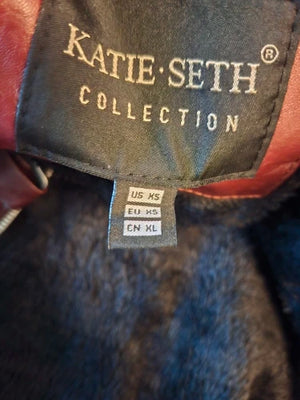 KATIE·SETH®
COLLECTION
US XS
EU XS
CN XL